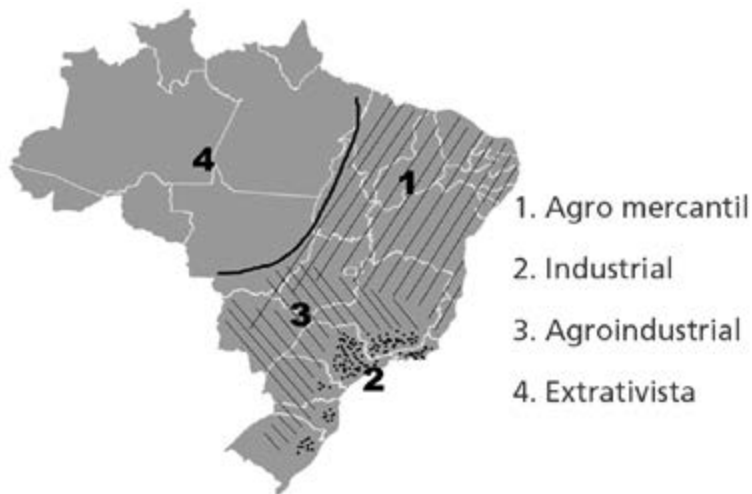 4
1
3
2
1. Agro mercantil
2. Industrial
3. Agroindustrial
4. Extrativista